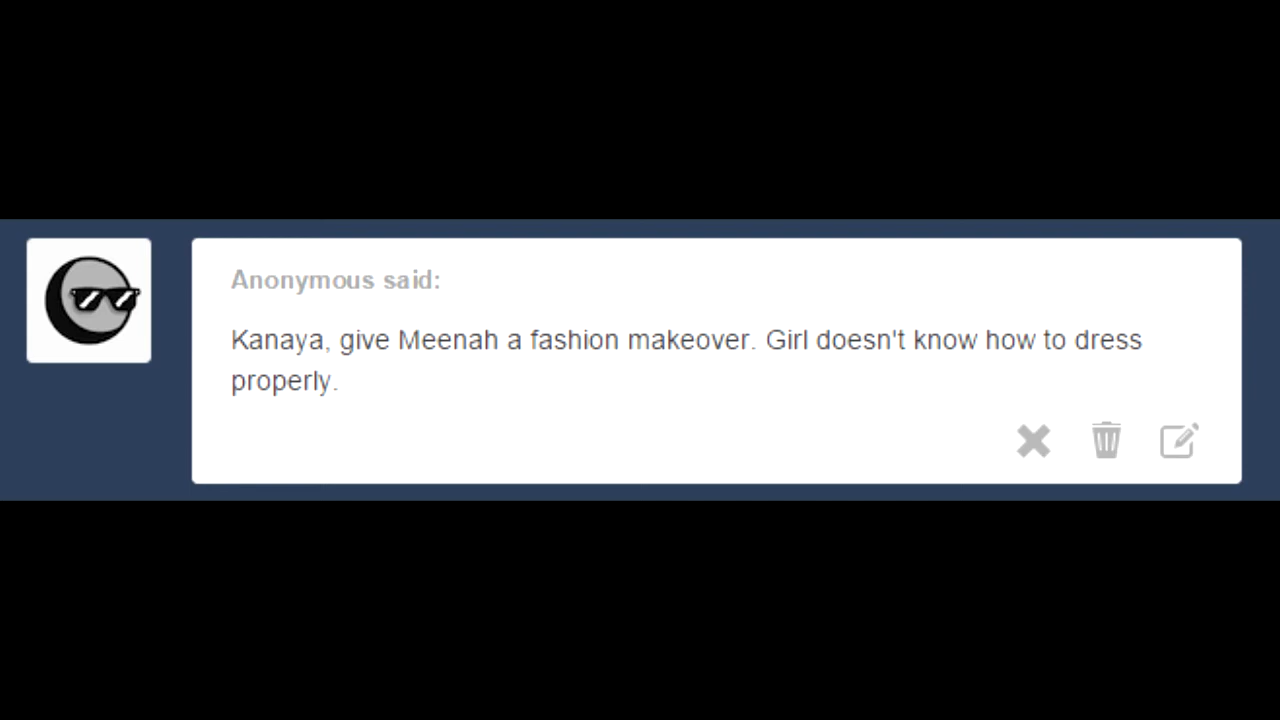 Anonymous said:
Kanaya, give Meenah a fashion makeover. Girl doesn't know how to dress
properly.